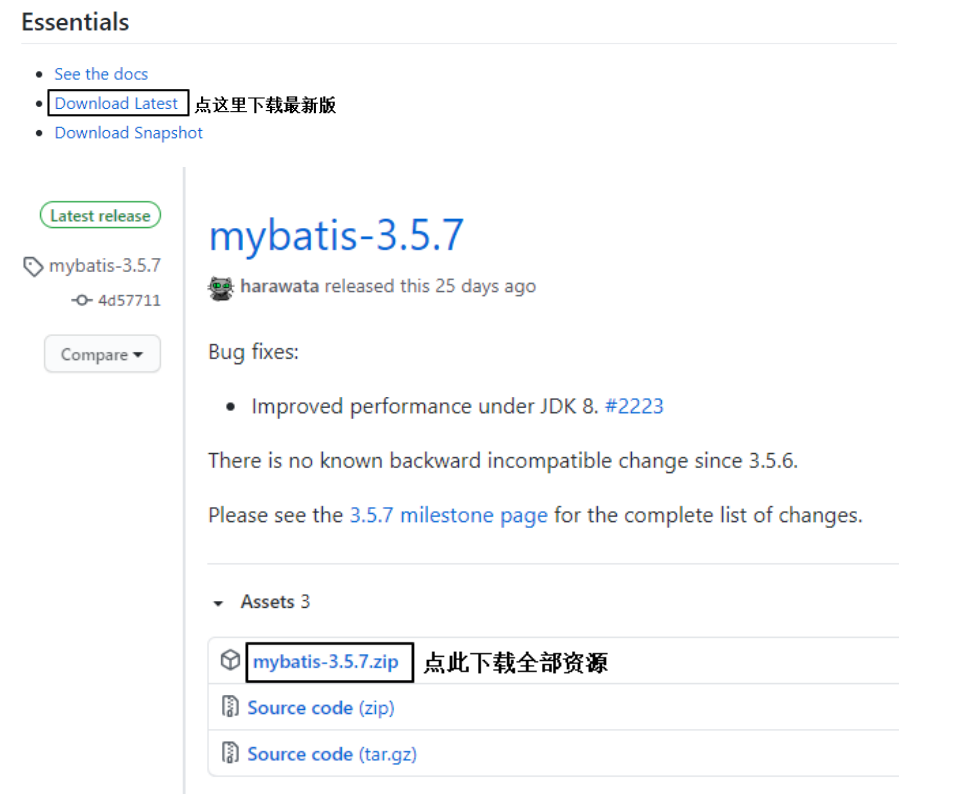 Essentials
See the docs
Download Latest 点这里下载最新版
Download Snapshot
Latest release
mybatis-3.5.7
4d57711
Compare
mybatis-3.5.7
harawata released this 25 days ago
Bug fixes:
Improved performance under JDK 8. #2223
There is no known backward incompatible change since 3.5.6.
Please see the 3.5.7 milestone page for the complete list of changes.
Assets 3
mybatis-3.5.7.zip 点此下载全部资源
Source code (zip)
Source code (tar.gz)